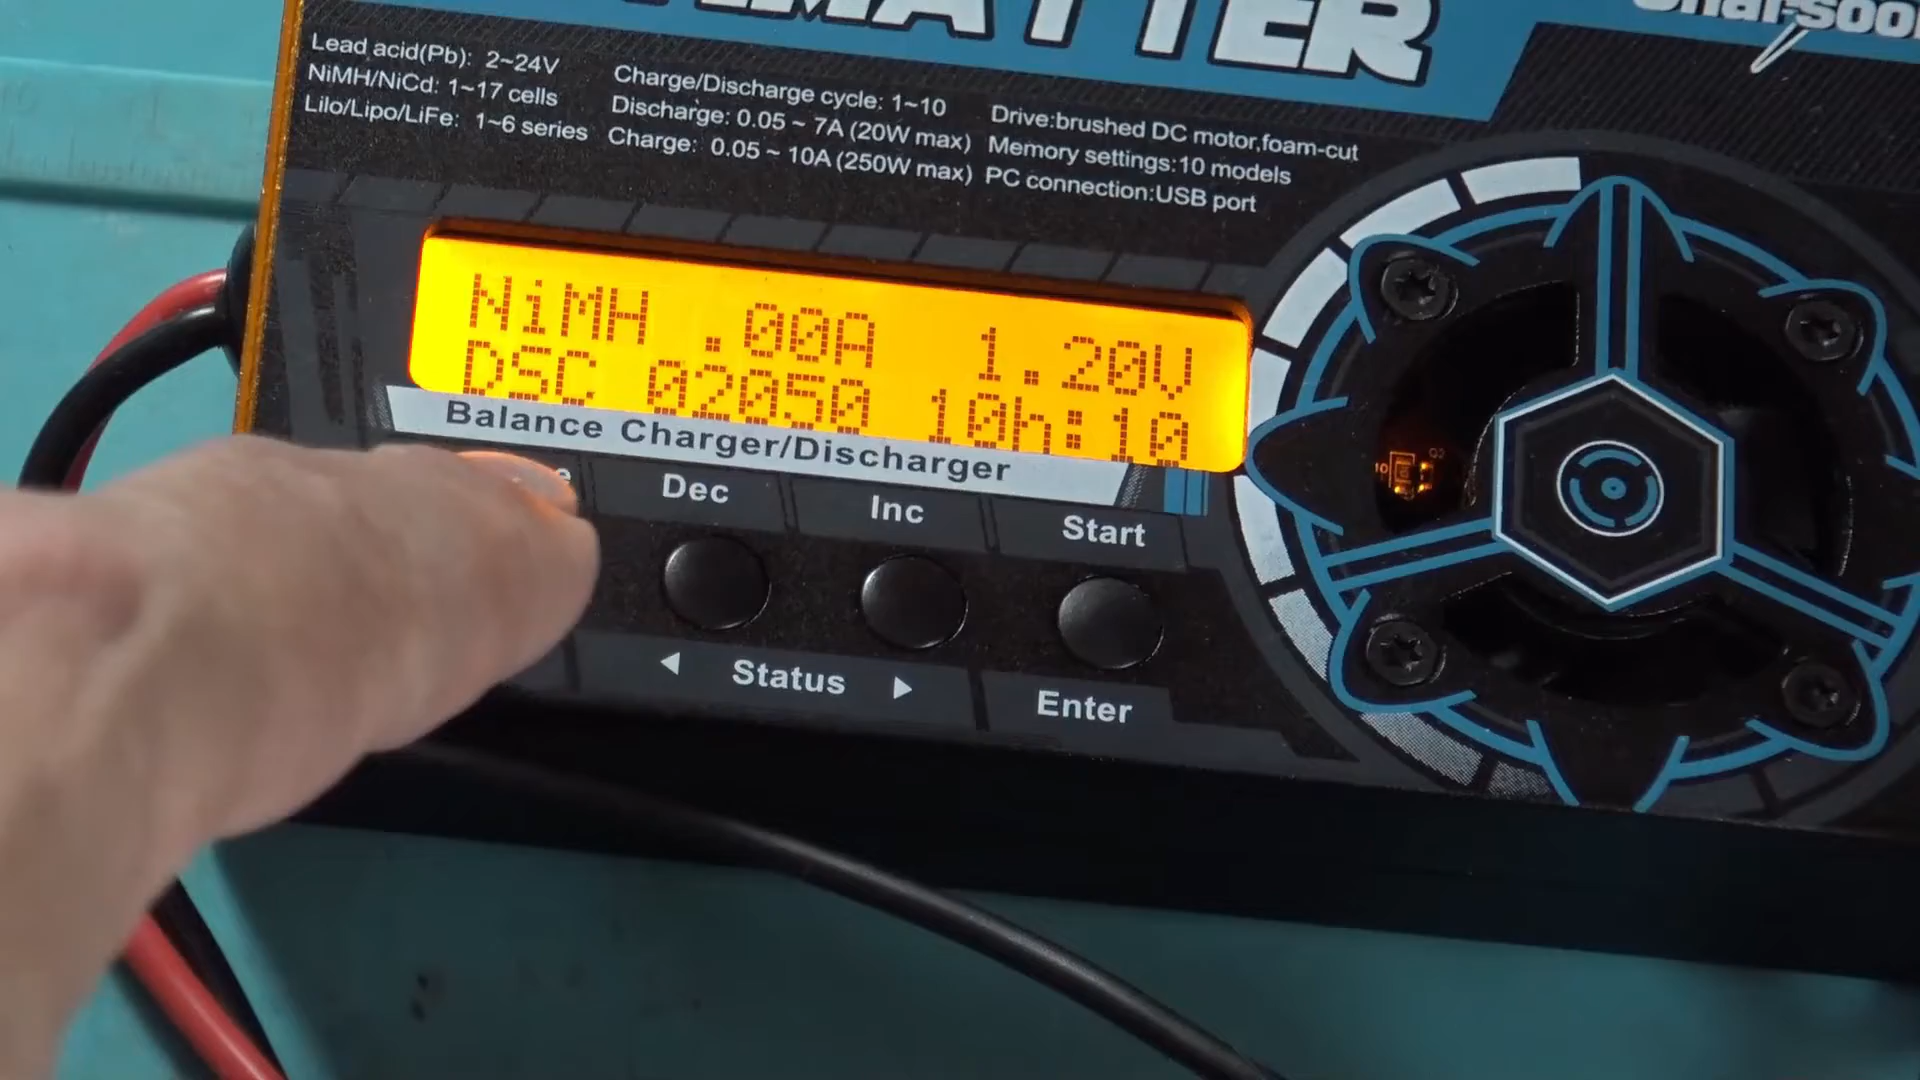 Lead acid(Pb): 2~24V
NiMH/NiCd: 1~17 cells
Lilo/Lipo/LiFe: 1~6 series
Charge/Discharge cycle: 1~10
Discharge: 0.05 ~ 7A (20W max)
Charge: 0.05 ~ 10A (250W max)
Drive:brushed DC motor,foam-cut
Memory settings:10 models
PC connection:USB port
NiMH .00A 1.20V
DSC 02050 10h:10
Balance Charger/Discharger
Dec
Inc
Start
◀ Status ▶
Enter
Q2